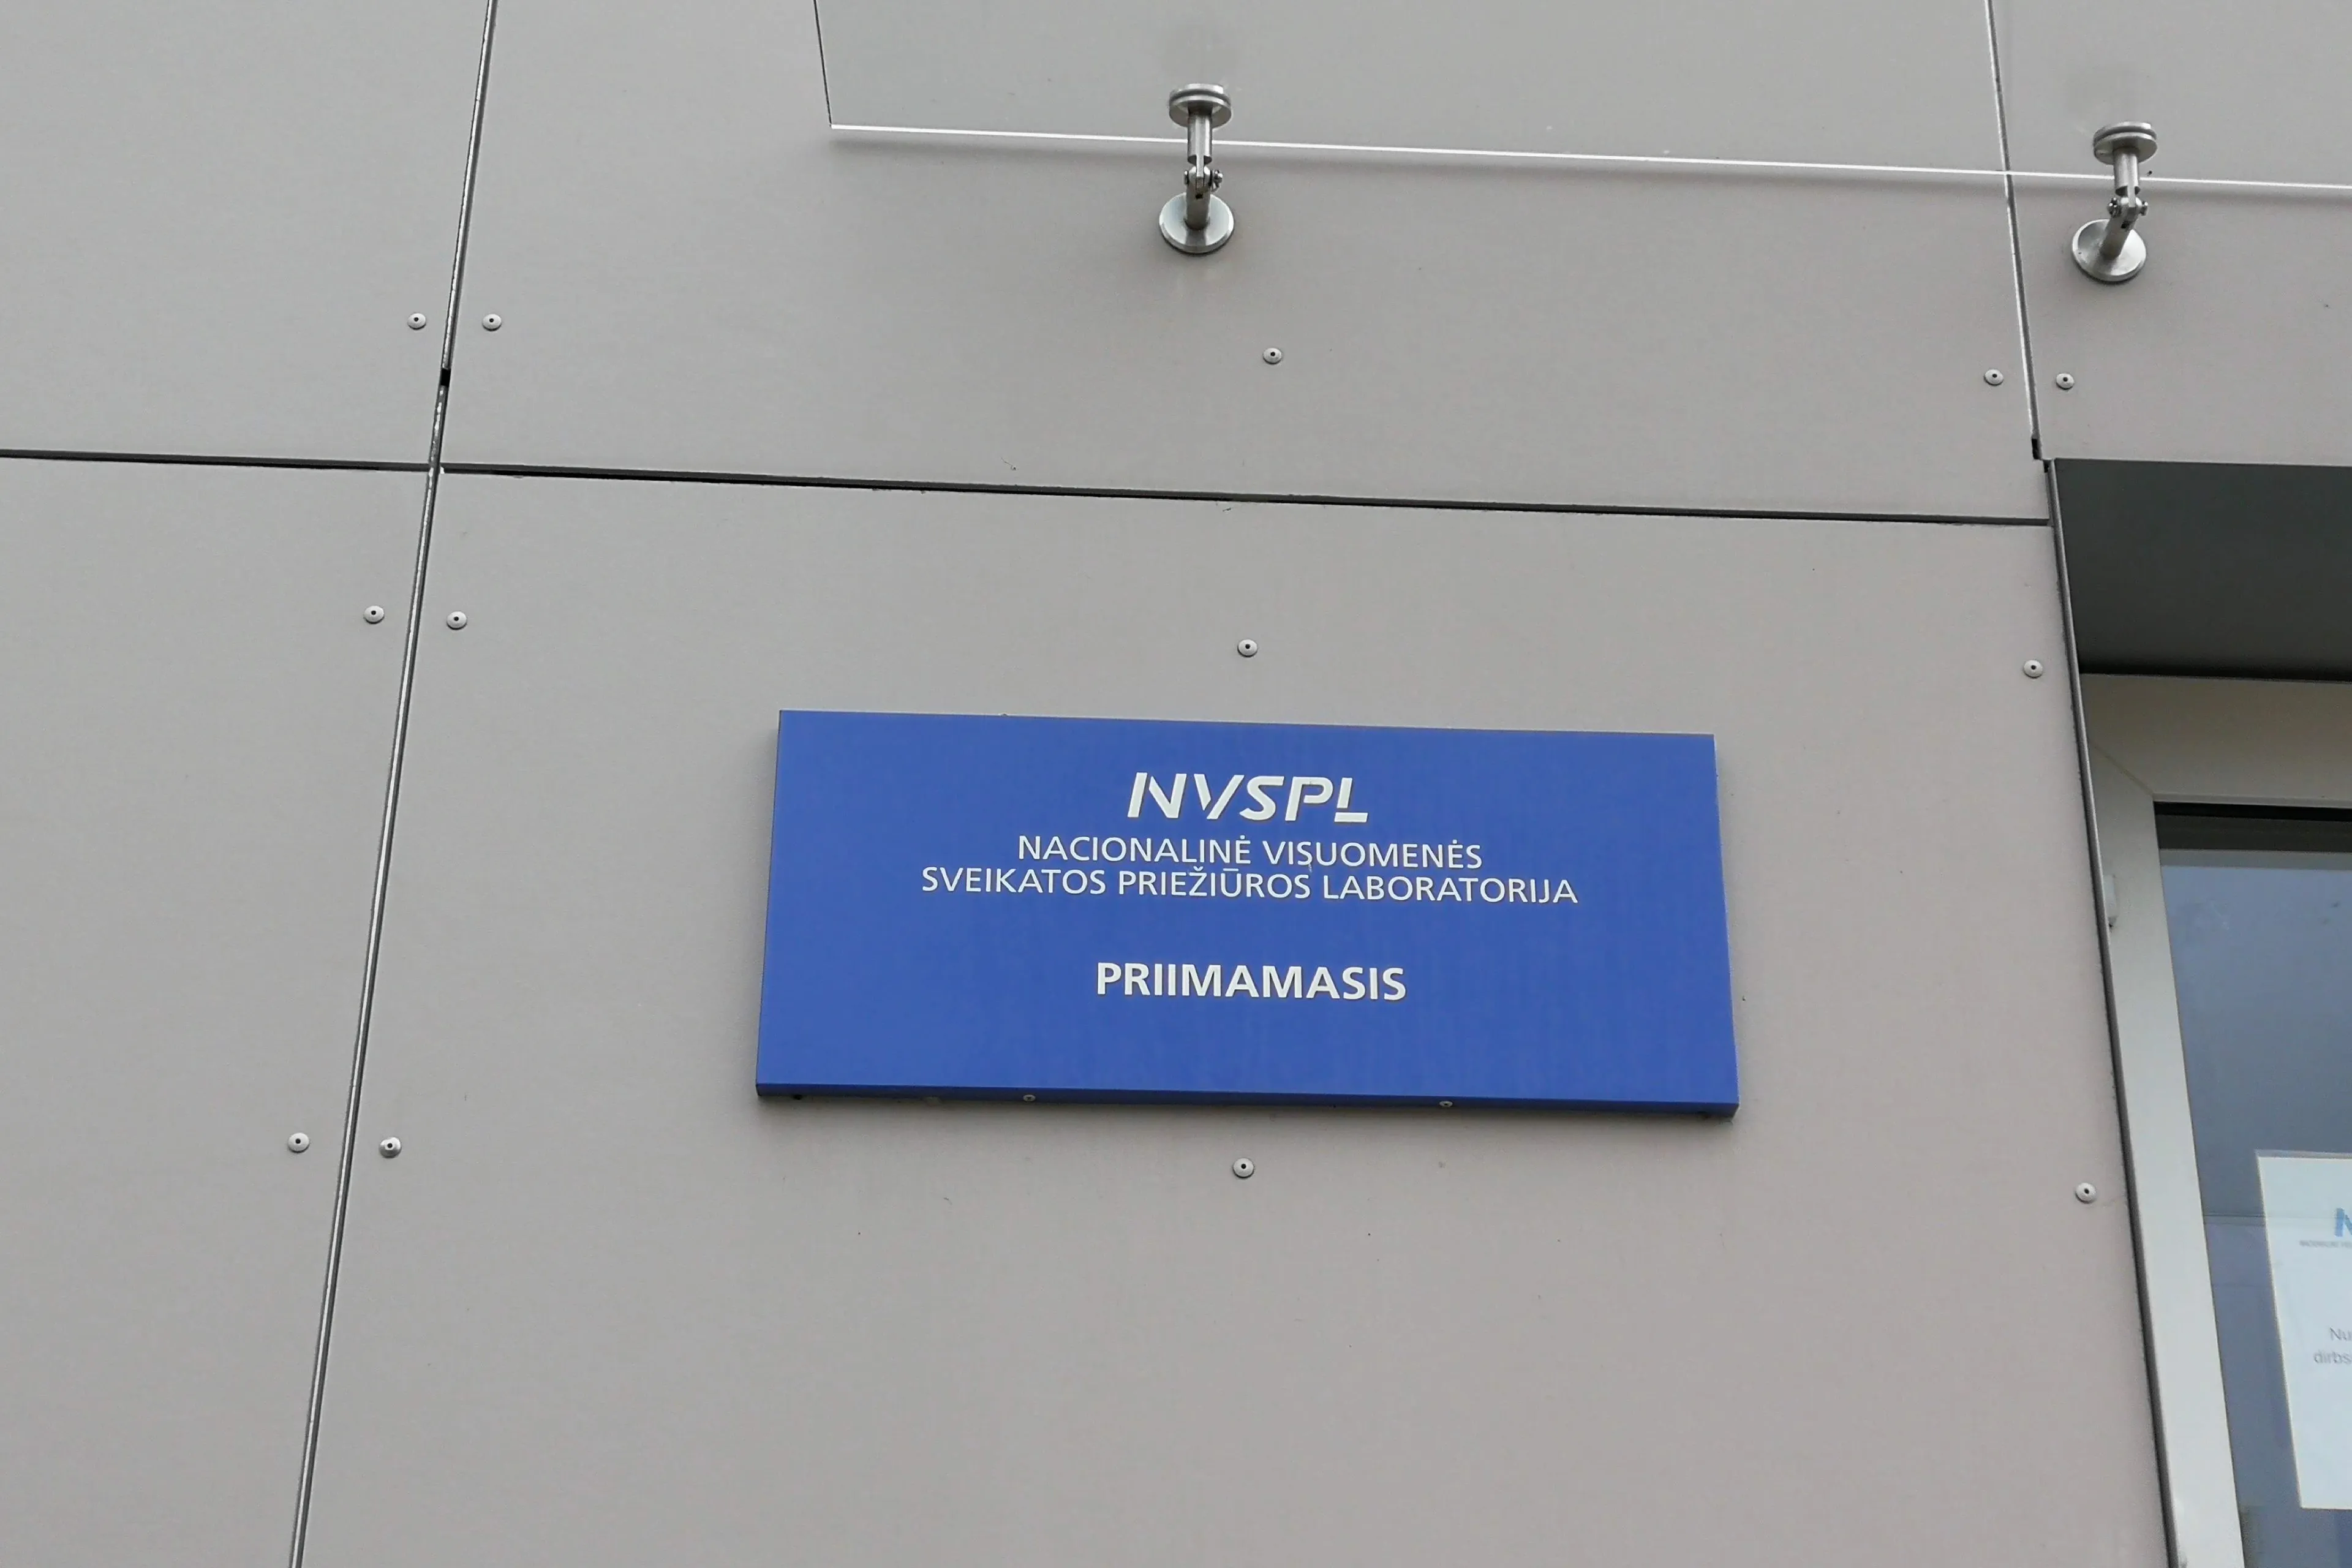 NVSPL
NACIONALINĖ VISUOMENĖS
SVEIKATOS PRIEŽIŪROS LABORATORIJA
PRIIMAMASIS